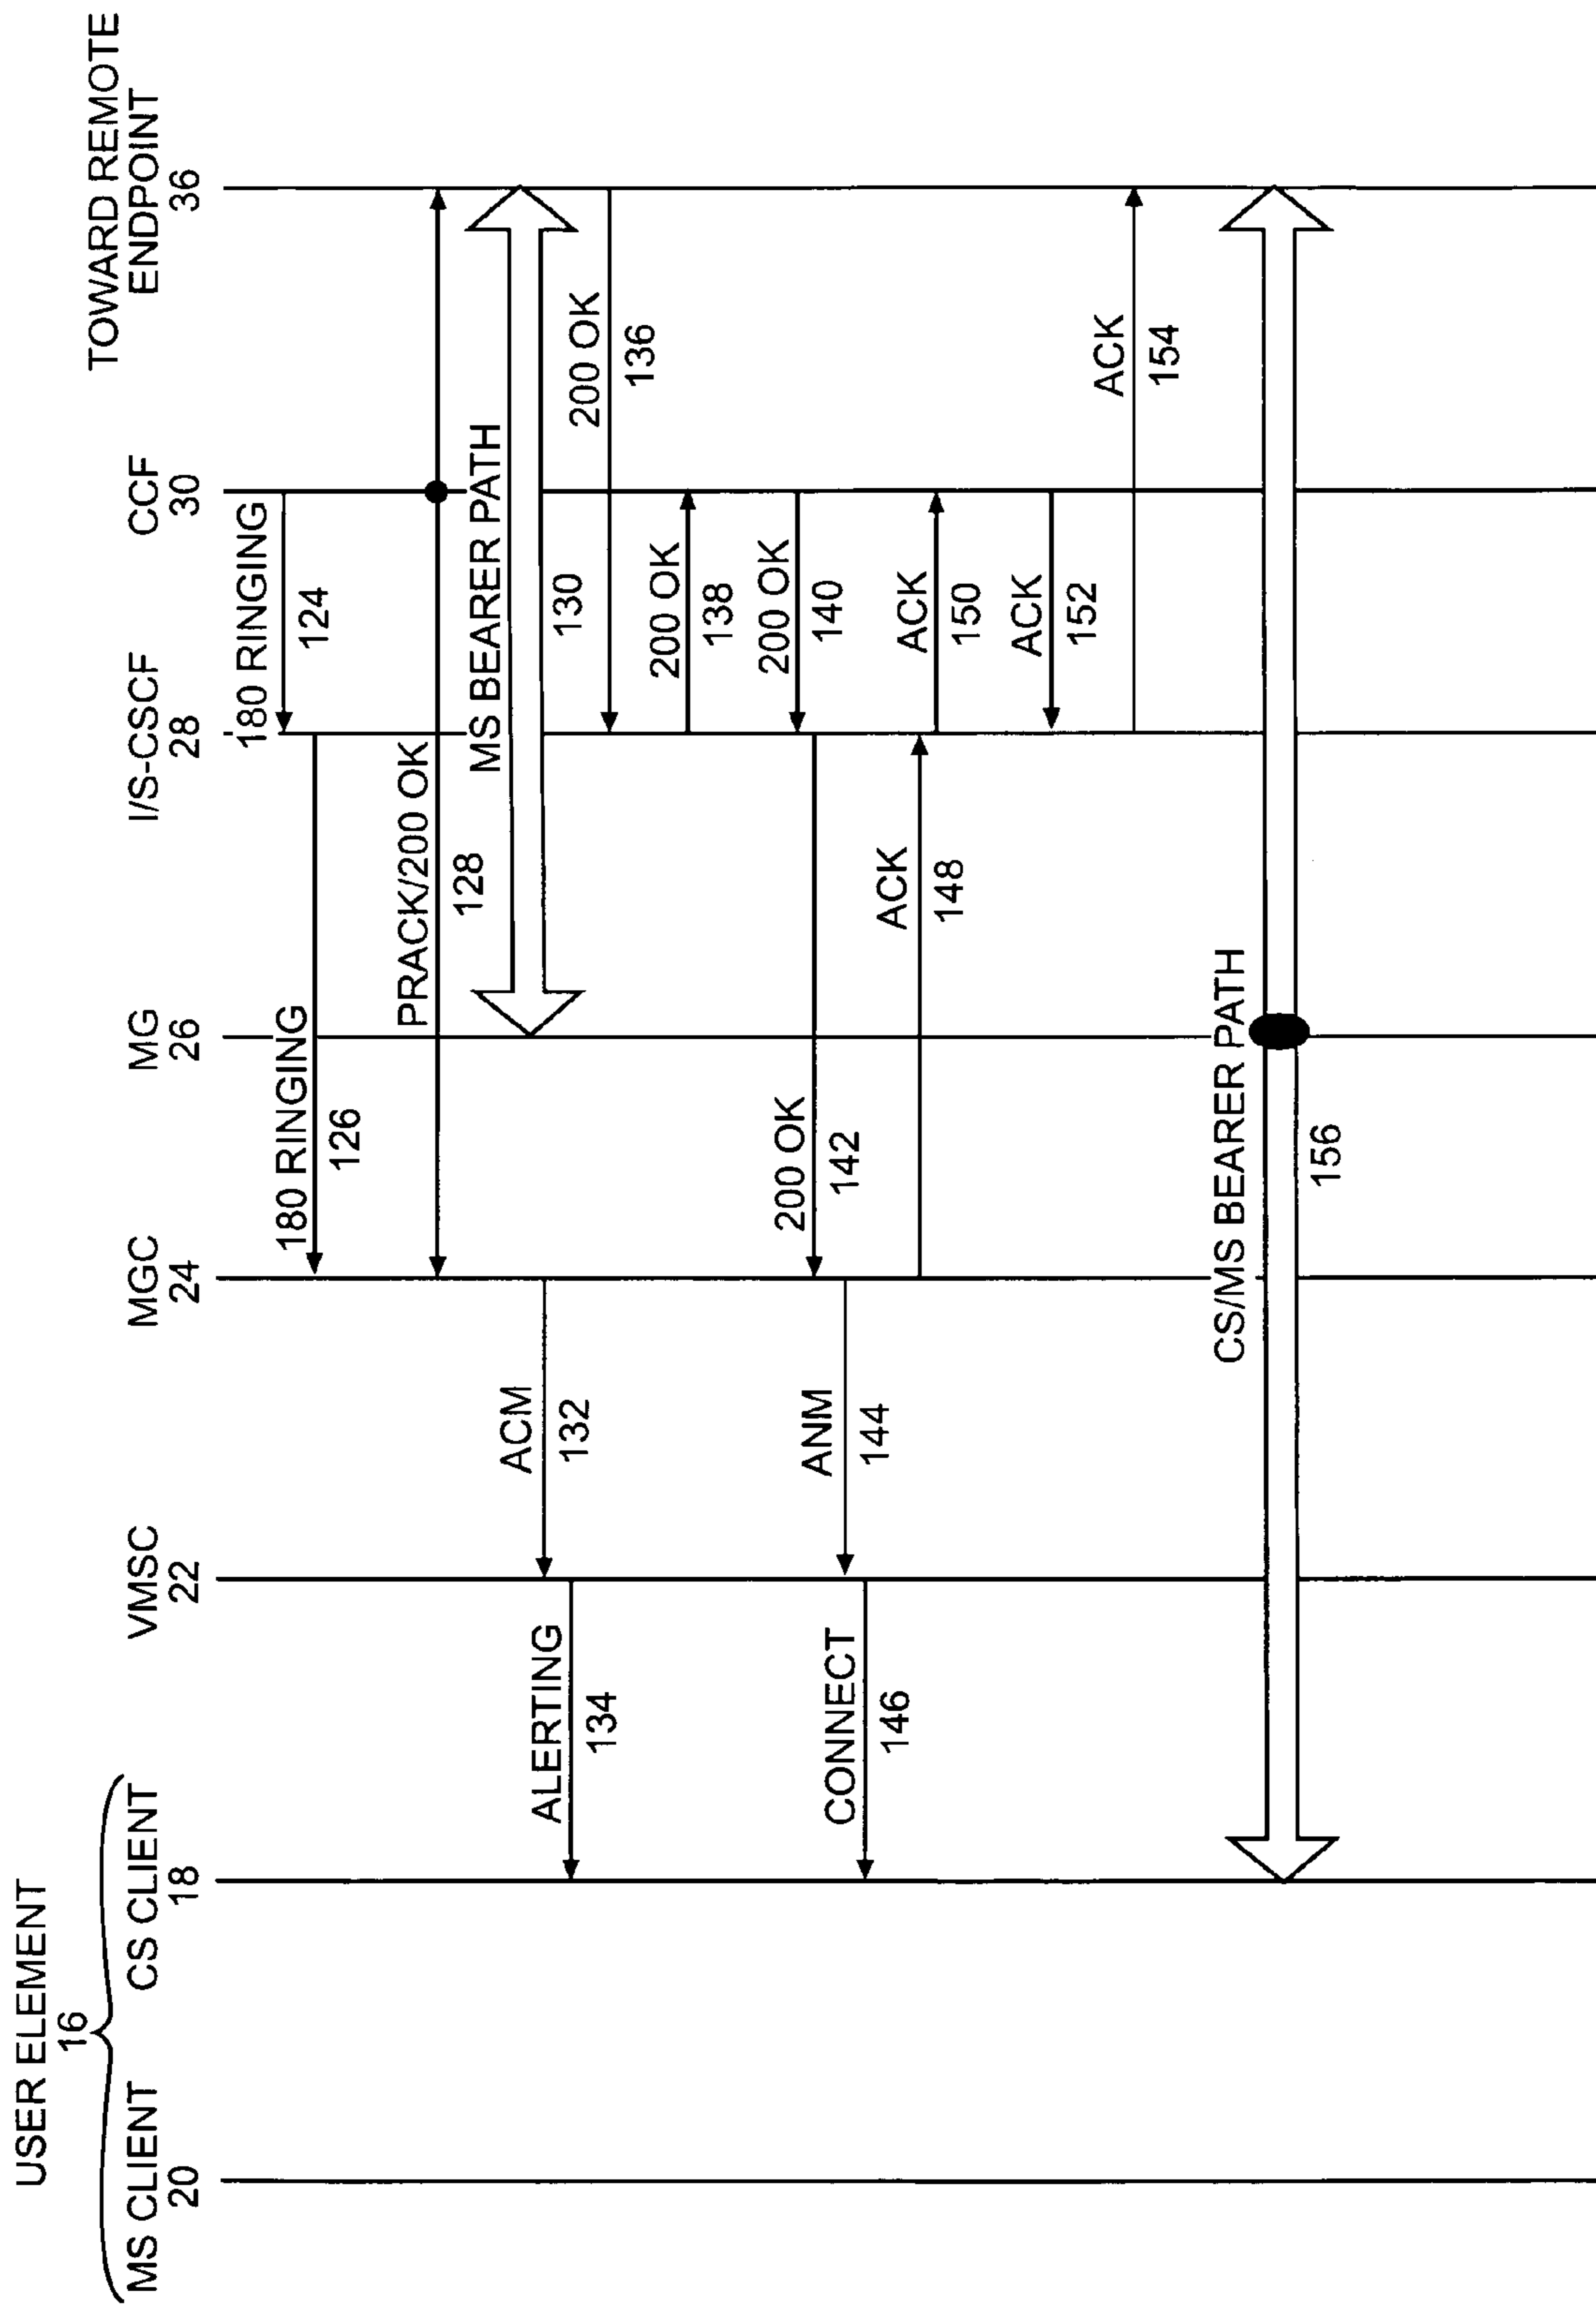 USER ELEMENT
16
MS CLIENT
20
CS CLIENT
18
VMSC
22
MGC
24
MG
26
I/S-CSCF
28
CCF
30
TOWARD REMOTE
ENDPOINT
36
180 RINGING
124
180 RINGING
126
PRACK/200 OK
128
MS BEARER PATH
130
ACM
132
ALERTING
134
200 OK
136
200 OK
138
200 OK
140
200 OK
142
ANM
144
CONNECT
146
ACK
148
ACK
150
ACK
152
ACK
154
CS/MS BEARER PATH
156